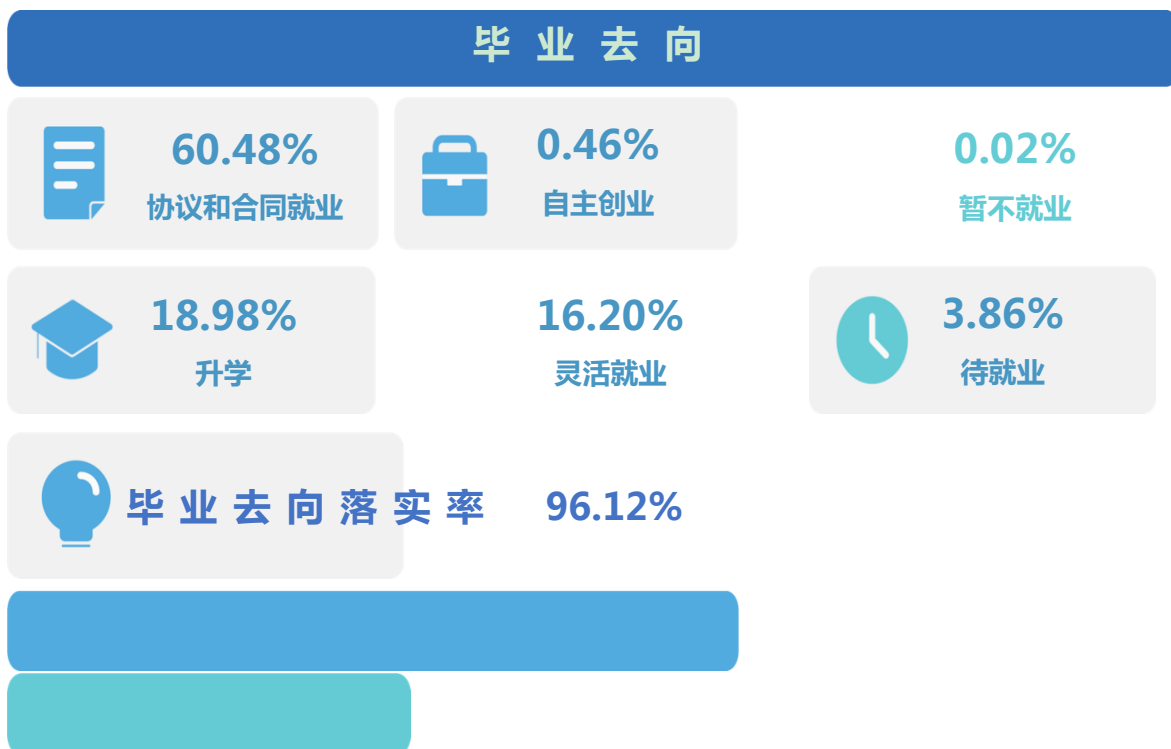 毕业去向
60.48%
协议和合同就业
0.46%
自主创业
0.02%
暂不就业
18.98%
升学
16.20%
灵活就业
3.86%
待就业
毕业去向落实率 96.12%